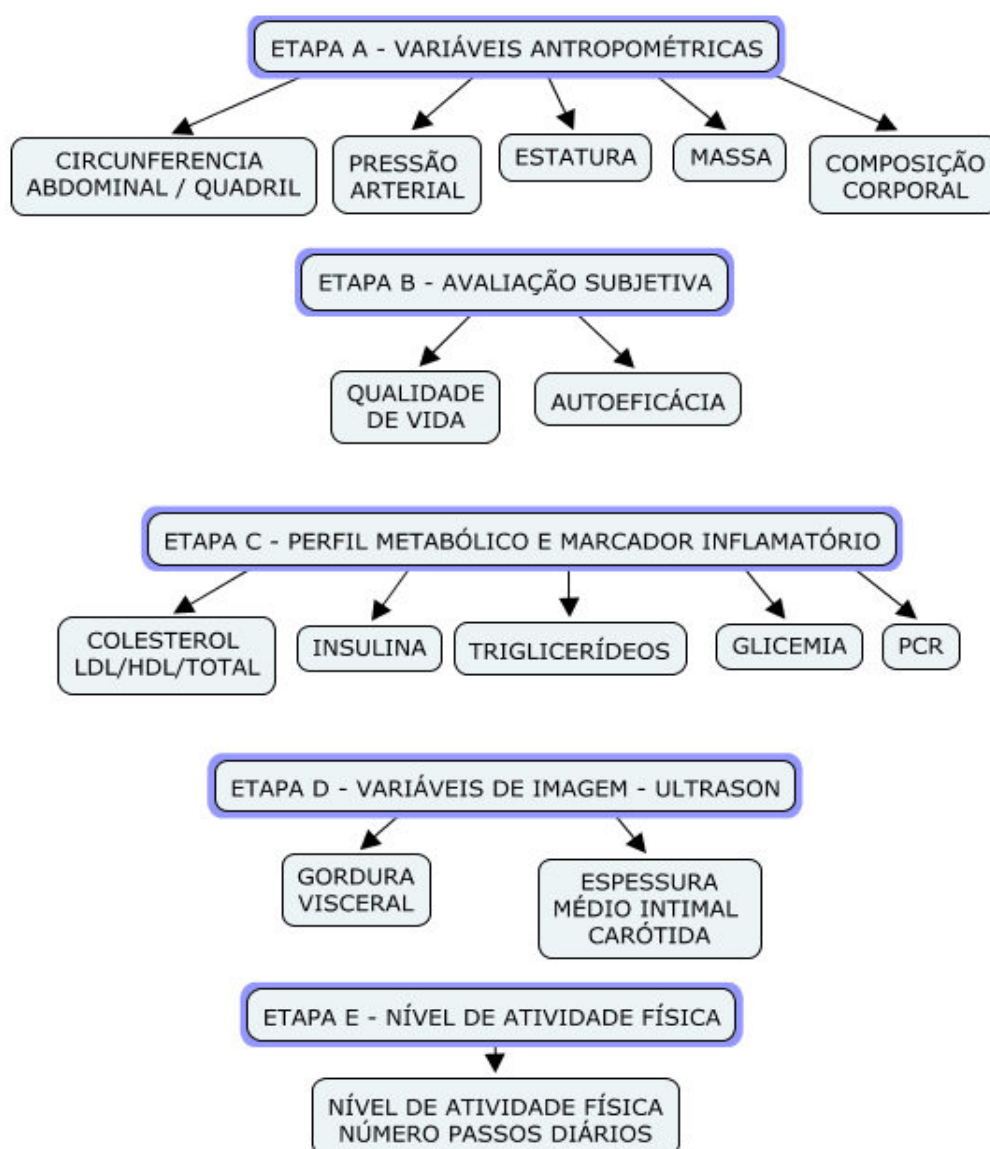 ETAPA A - VARIÁVEIS ANTROPOMÉTRICAS
CIRCUNFERENCIA
ABDOMINAL / QUADRIL
PRESSÃO
ARTERIAL
ESTATURA
MASSA
COMPOSIÇÃO
CORPORAL
ETAPA B - AVALIAÇÃO SUBJETIVA
QUALIDADE
DE VIDA
AUTOEFICÁCIA
ETAPA C - PERFIL METABÓLICO E MARCADOR INFLAMATÓRIO
COLESTEROL
LDL/HDL/TOTAL
INSULINA
TRIGLICERÍDEOS
GLICEMIA
PCR
ETAPA D - VARIÁVEIS DE IMAGEM - ULTRASON
GORDURA
VISCERAL
ESPESSURA
MÉDIO INTIMAL
CARÓTIDA
ETAPA E - NÍVEL DE ATIVIDADE FÍSICA
NÍVEL DE ATIVIDADE FÍSICA
NÚMERO PASSOS DIÁRIOS